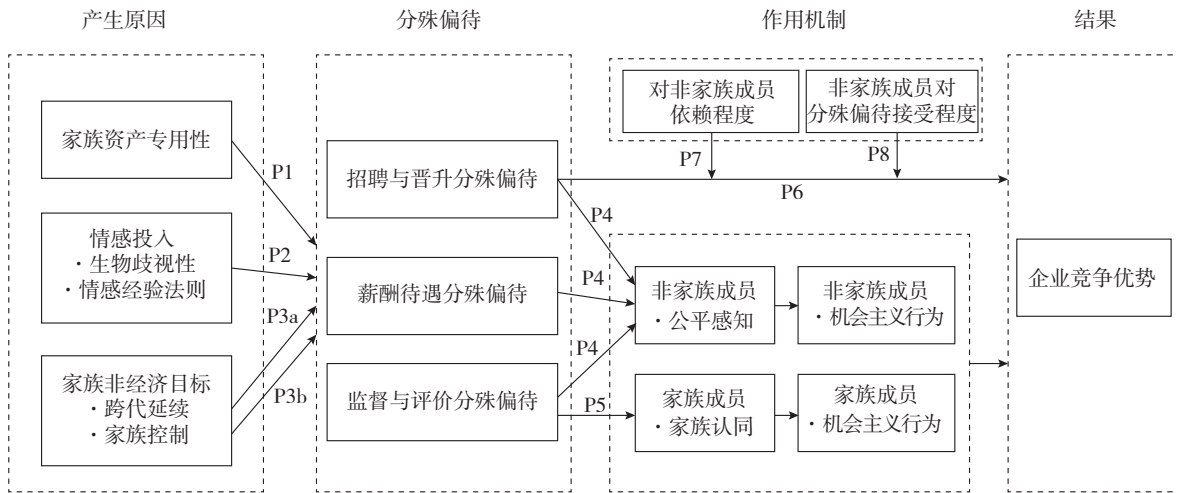 产生原因
分殊偏待
作用机制
结果
家族资产专用性
P1
情感投入
·生物歧视性
·情感经验法则
P2
P3a
家族非经济目标
·跨代延续
·家族控制
P3b
招聘与晋升分殊偏待
薪酬待遇分殊偏待
监督与评价分殊偏待
对非家族成员
依赖程度
非家族成员对
分殊偏待接受程度
P7
P8
P6
P4
P4
P4
P5
非家族成员
·公平感知
非家族成员
·机会主义行为
家族成员
·家族认同
家族成员
·机会主义行为
企业竞争优势